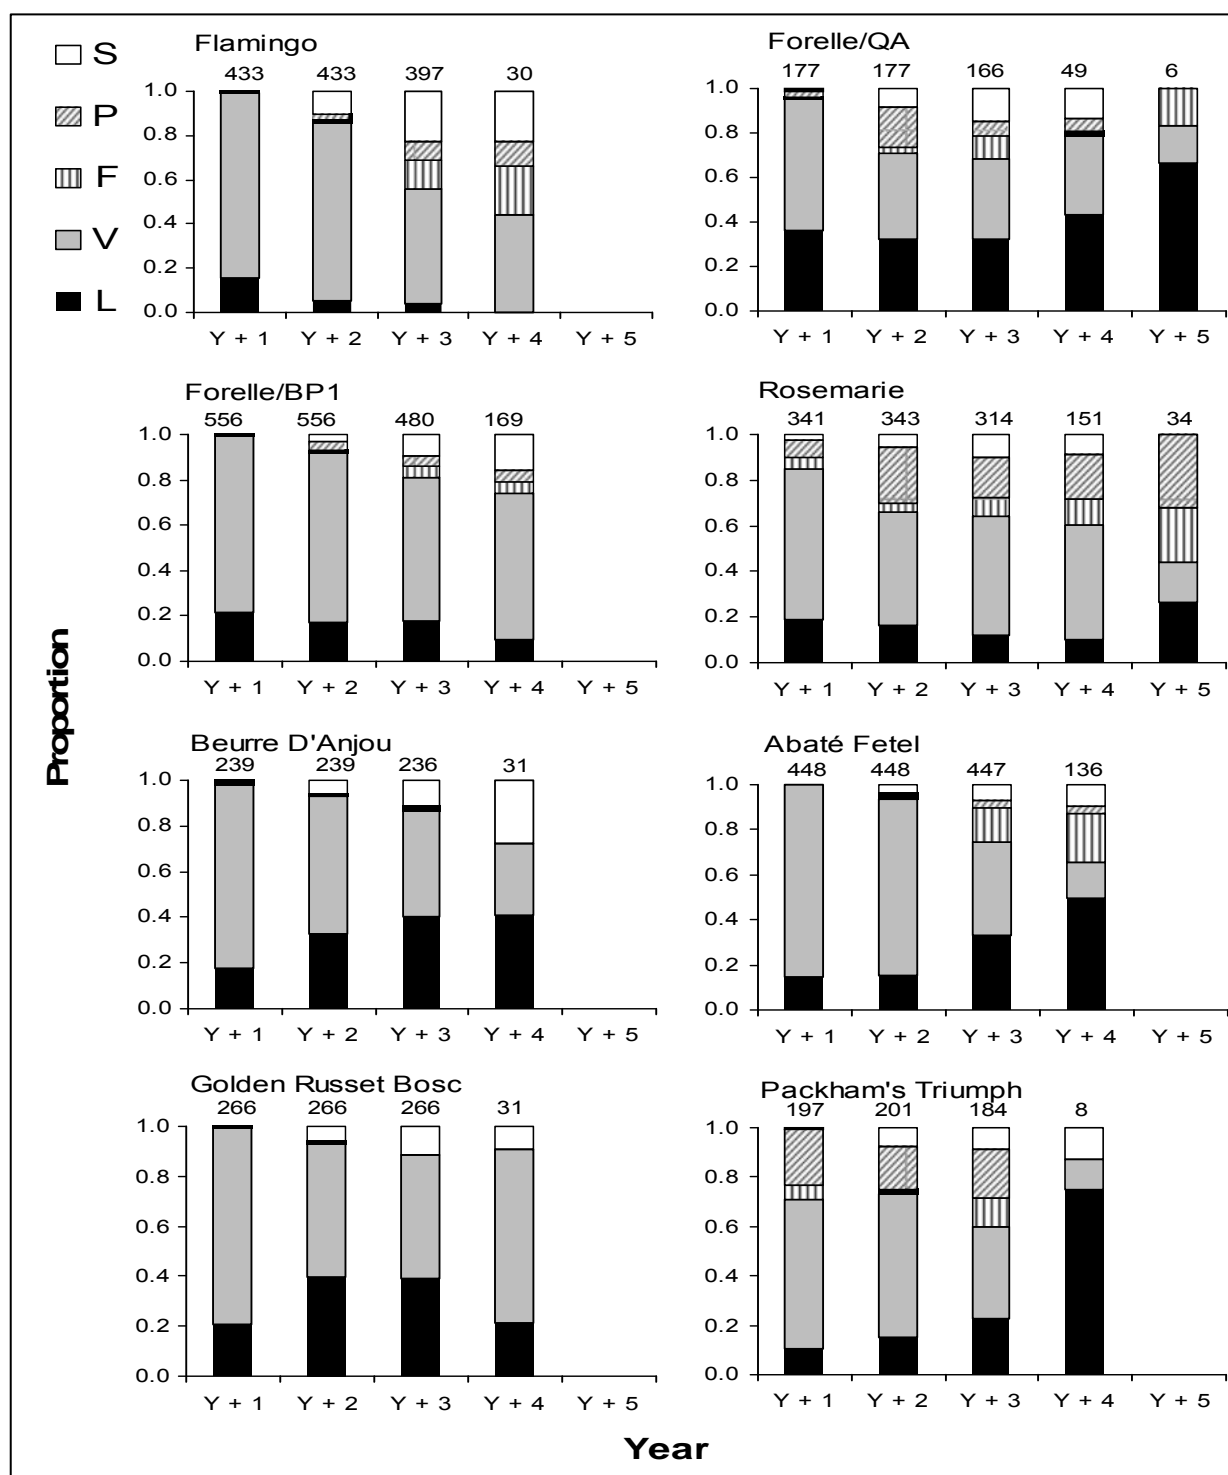 S
P
F
V
L
Flamingo
433 433 397 30
1.0
0.8
0.6
0.4
0.2
0.0
Y + 1 Y + 2 Y + 3 Y + 4 Y + 5
Forelle/QA
177 177 166 49 6
1.0
0.8
0.6
0.4
0.2
0.0
Y + 1 Y + 2 Y + 3 Y + 4 Y + 5
Forelle/BP1
556 556 480 169
1.0
0.8
0.6
0.4
0.2
0.0
Y + 1 Y + 2 Y + 3 Y + 4 Y + 5
Rosemarie
341 343 314 151 34
1.0
0.8
0.6
0.4
0.2
0.0
Y + 1 Y + 2 Y + 3 Y + 4 Y + 5
Proportion
Beurre D'Anjou
239 239 236 31
1.0
0.8
0.6
0.4
0.2
0.0
Y + 1 Y + 2 Y + 3 Y + 4 Y + 5
Abaté Fetel
448 448 447 136
1.0
0.8
0.6
0.4
0.2
0.0
Y + 1 Y + 2 Y + 3 Y + 4 Y + 5
Golden Russet Bosc
266 266 266 31
1.0
0.8
0.6
0.4
0.2
0.0
Y + 1 Y + 2 Y + 3 Y + 4 Y + 5
Packham's Triumph
197 201 184 8
1.0
0.8
0.6
0.4
0.2
0.0
Y + 1 Y + 2 Y + 3 Y + 4 Y + 5
Year